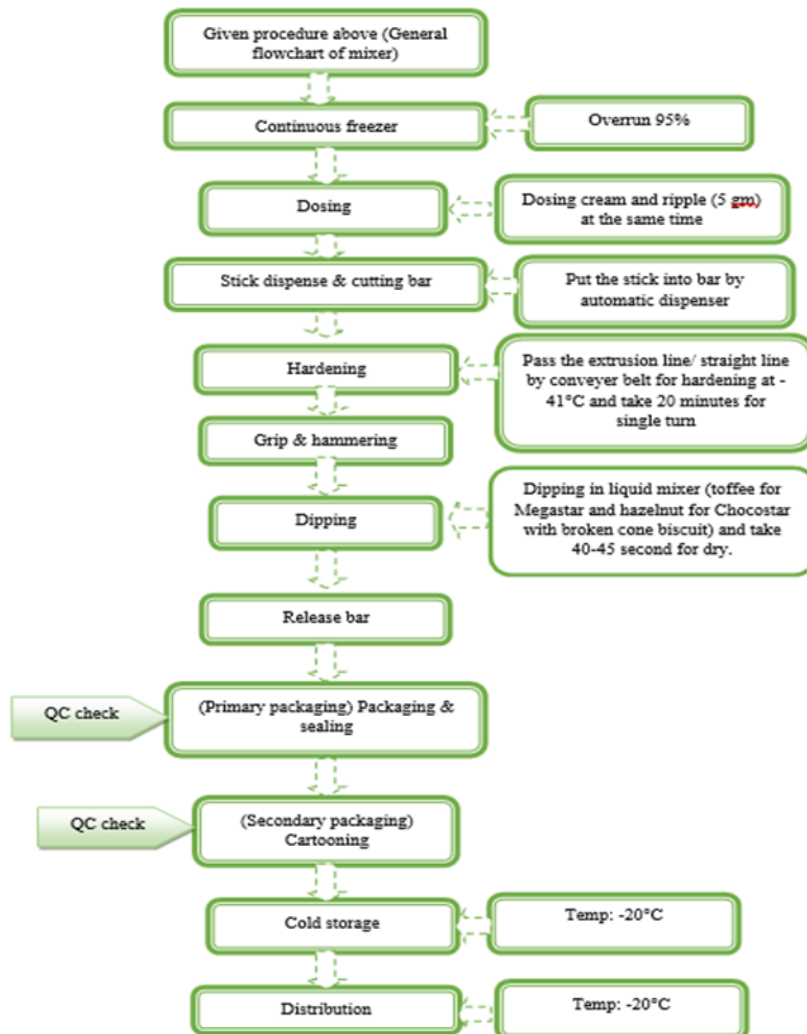 Given procedure above (General
flowchart of mixer)
Continuous freezer
Overrun 95%
Dosing
Dosing cream and ripple (5 gm)
at the same time
Stick dispense & cutting bar
Put the stick into bar by
automatic dispenser
Hardening
Pass the extrusion line/ straight line
by conveyer belt for hardening at -
41°C and take 20 minutes for
single turn
Grip & hammering
Dipping
Dipping in liquid mixer (toffee for
Megastar and hazelnut for Chocostar
with broken cone biscuit) and take
40-45 second for dry.
Release bar
QC check
(Primary packaging) Packaging &
sealing
QC check
(Secondary packaging)
Cartooning
Cold storage
Temp: -20°C
Distribution
Temp: -20°C